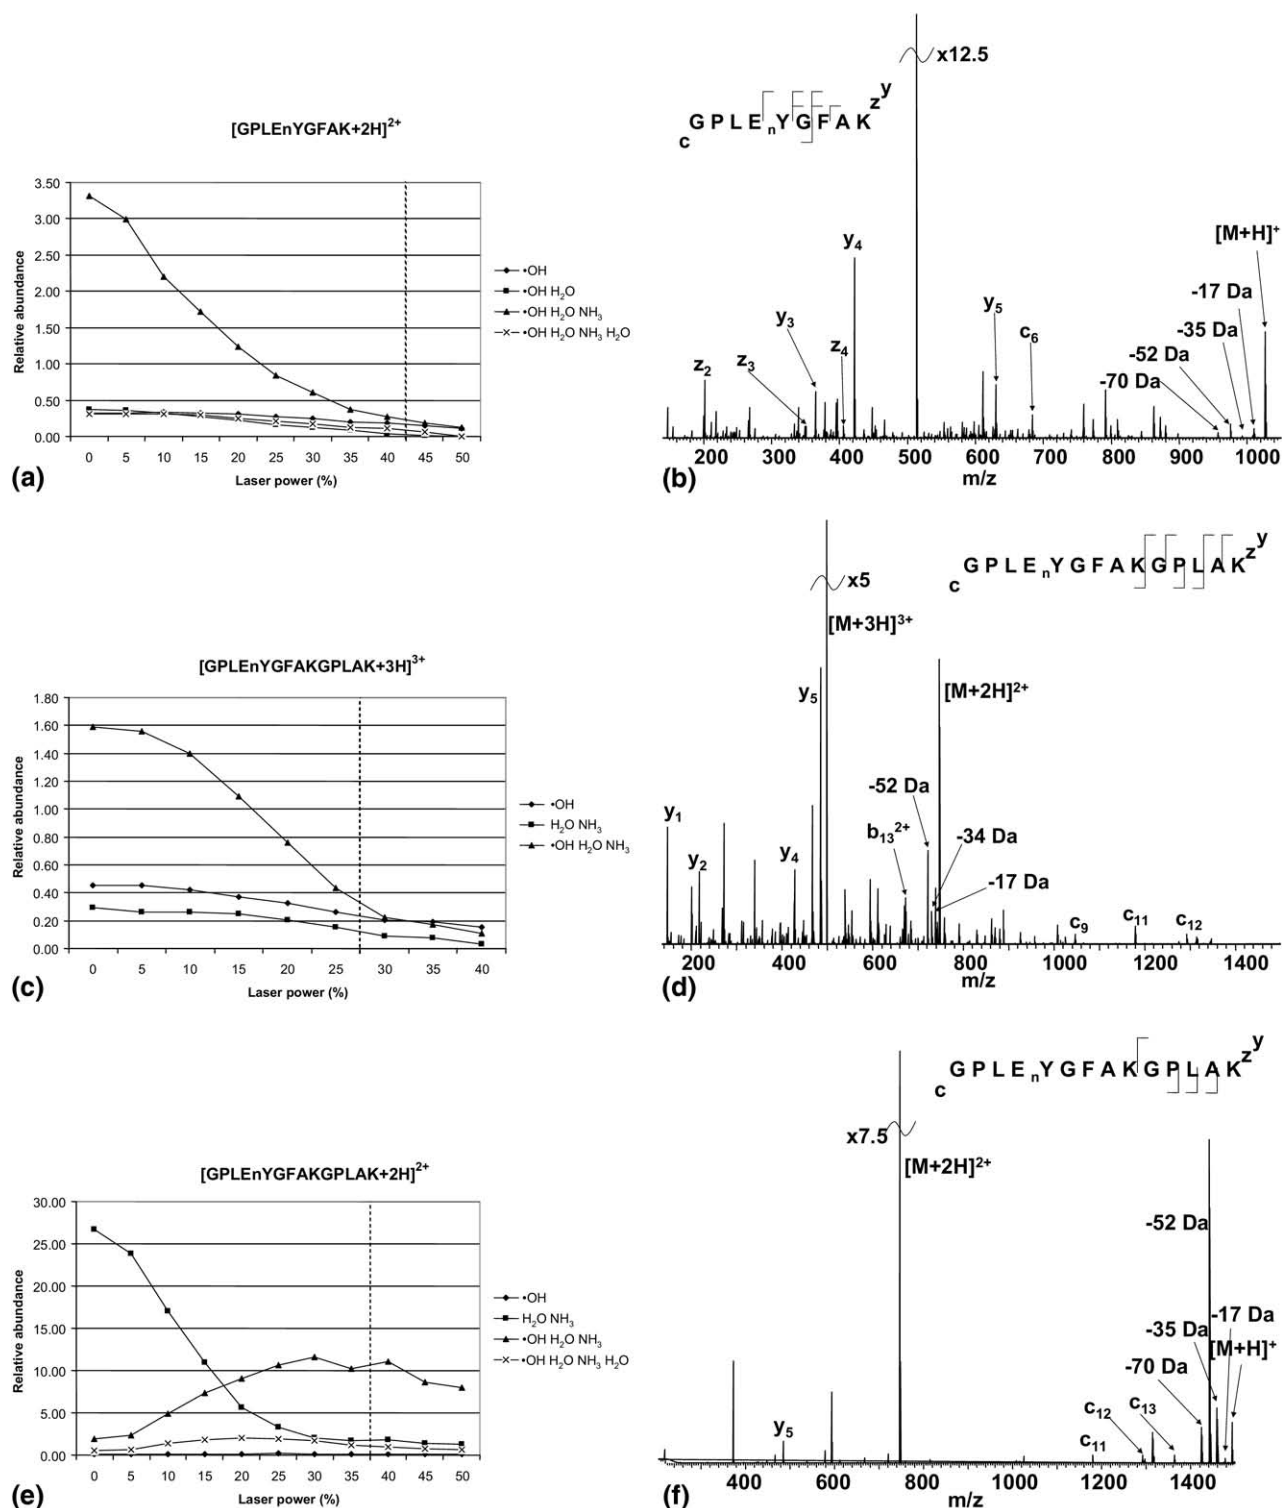 [GPLEnYGFAK+2H]2+
Relative abundance
3.50
3.00
2.50
2.00
1.50
1.00
0.50
0.00
0 5 10 15 20 25 30 35 40 45 50
Laser power (%)
•OH
•OH H2O
•OH H2O NH3
•OH H2O NH3 H2O
(a)
x12.5
c G P L E n Y G F A K z y
z2
z3
y3
z4
y4
y5
c6
-70 Da
-52 Da
-35 Da
-17 Da
[M+H]+
200 300 400 500 600 700 800 900 1000
m/z
(b)
[GPLEnYGFAKGPLAK+3H]3+
Relative abundance
1.80
1.60
1.40
1.20
1.00
0.80
0.60
0.40
0.20
0.00
0 5 10 15 20 25 30 35 40
Laser power (%)
•OH
H2O NH3
•OH H2O NH3
(c)
c G P L E n Y G F A K G P L A K z y
x5
[M+3H]3+
y5
[M+2H]2+
-52 Da
y1
b13 2+
-34 Da
y2
y4
-17 Da
c9
c11
c12
200 400 600 800 1000 1200 1400
m/z
(d)
[GPLEnYGFAKGPLAK+2H]2+
Relative abundance
30.00
25.00
20.00
15.00
10.00
5.00
0.00
0 5 10 15 20 25 30 35 40 45 50
Laser power (%)
•OH
H2O NH3
•OH H2O NH3
•OH H2O NH3 H2O
(e)
c G P L E n Y G F A K G P L A K z y
x7.5
[M+2H]2+
-52 Da
-17 Da
-35 Da
[M+H]+
-70 Da
c12
c13
y5
c11
400 600 800 1000 1200 1400
m/z
(f)